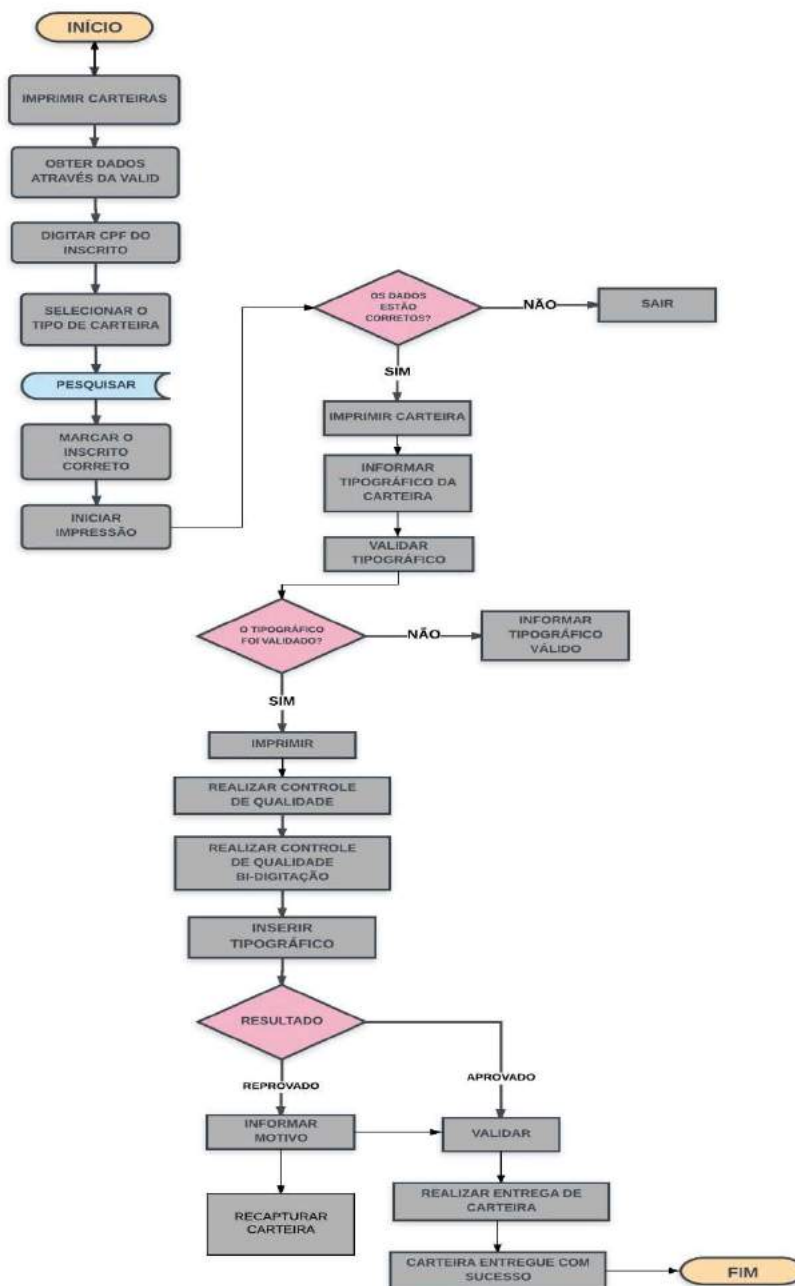 INÍCIO
IMPRIMIR CARTEIRAS
OBTER DADOS
ATRAVÉS DA VALID
DIGITAR CPF DO
INSCRITO
SELECIONAR O
TIPO DE CARTEIRA
PESQUISAR
MARCAR O
INSCRITO
CORRETO
INICIAR
IMPRESSÃO
OS DADOS
ESTÃO
CORRETOS?
NÃO
SAIR
SIM
IMPRIMIR CARTEIRA
INFORMAR
TIPOGRÁFICO DA
CARTEIRA
VALIDAR
TIPOGRÁFICO
O TIPOGRÁFICO
FOI VALIDADO?
NÃO
INFORMAR
TIPOGRÁFICO
VÁLIDO
SIM
IMPRIMIR
REALIZAR CONTROLE
DE QUALIDADE
REALIZAR CONTROLE
DE QUALIDADE
BI-DIGITAÇÃO
INSERIR
TIPOGRÁFICO
RESULTADO
REPROVADO
APROVADO
INFORMAR
MOTIVO
VALIDAR
RECAPTURAR
CARTEIRA
REALIZAR ENTREGA DE
CARTEIRA
CARTEIRA ENTREGUE COM
SUCESSO
FIM